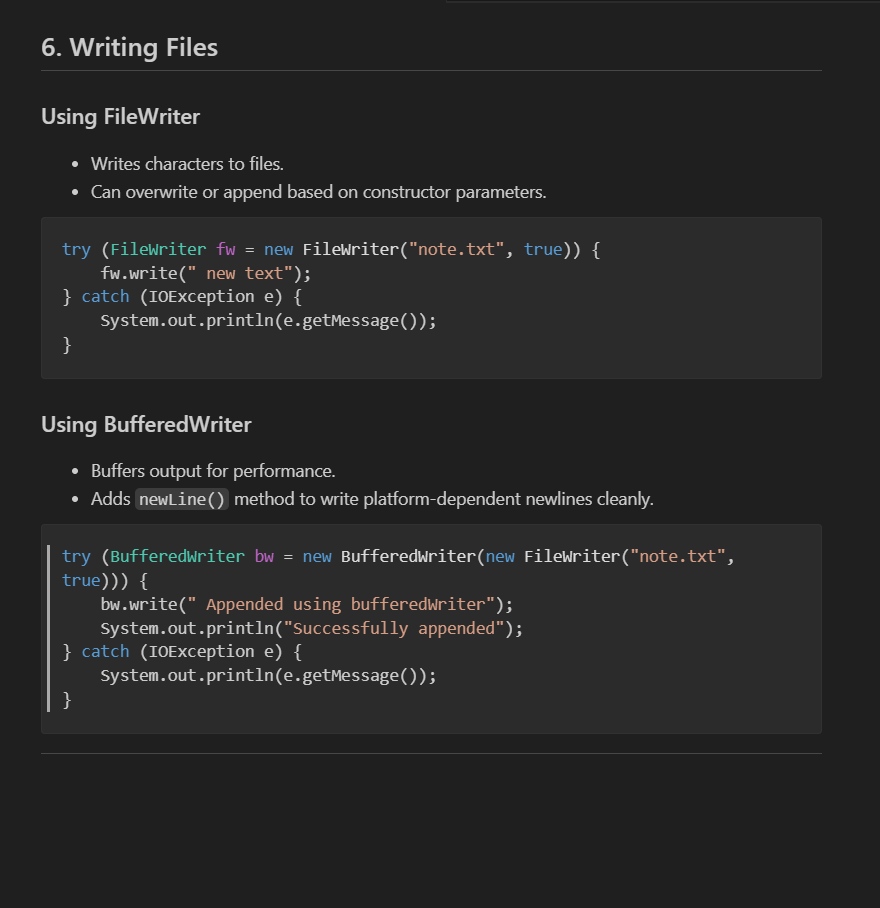 6. Writing Files
Using FileWriter
• Writes characters to files.
• Can overwrite or append based on constructor parameters.
try (FileWriter fw = new FileWriter("note.txt", true)) {
    fw.write(" new text");
} catch (IOException e) {
    System.out.println(e.getMessage());
}
Using BufferedWriter
• Buffers output for performance.
• Adds newLine() method to write platform-dependent newlines cleanly.
try (BufferedWriter bw = new BufferedWriter(new FileWriter("note.txt",
true))) {
    bw.write(" Appended using bufferedWriter");
    System.out.println("Successfully appended");
} catch (IOException e) {
    System.out.println(e.getMessage());
}